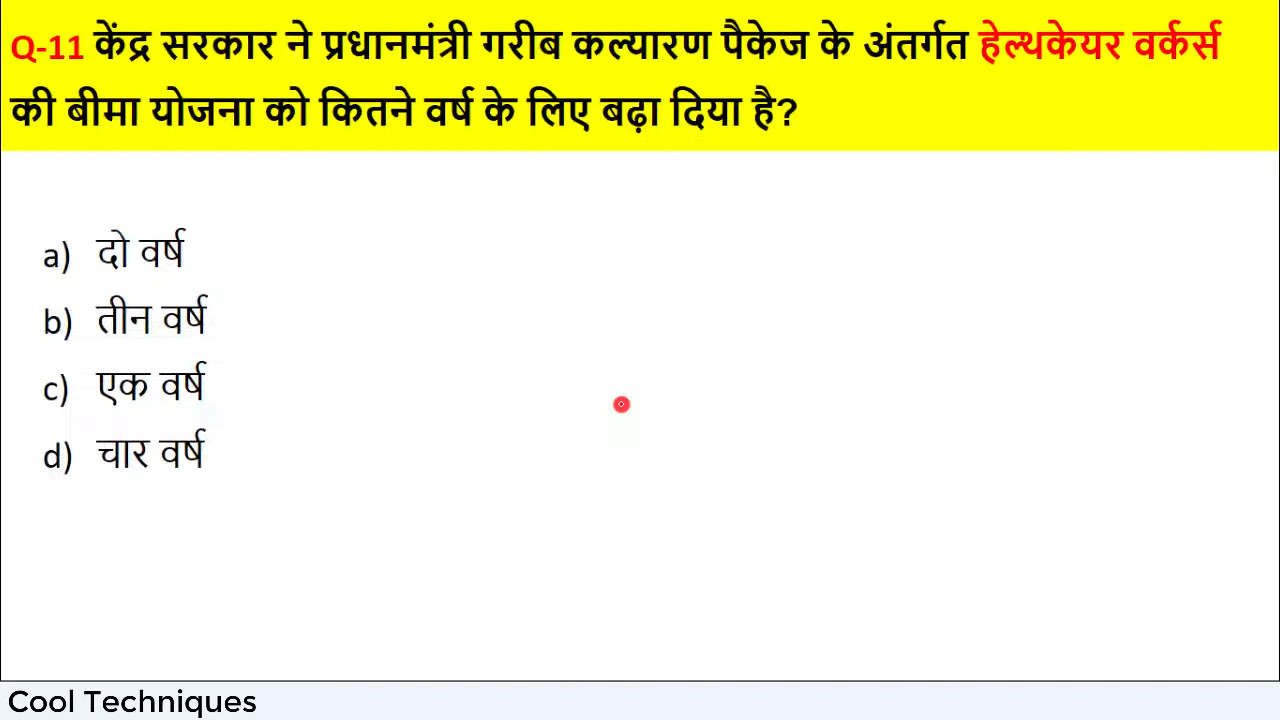 Q-11 केंद्र सरकार ने प्रधानमंत्री गरीब कल्यारण पैकेज के अंतर्गत हेल्थकेयर वर्कर्स
की बीमा योजना को कितने वर्ष के लिए बढ़ा दिया है?
a) दो वर्ष
b) तीन वर्ष
c) एक वर्ष
d) चार वर्ष
Cool Techniques